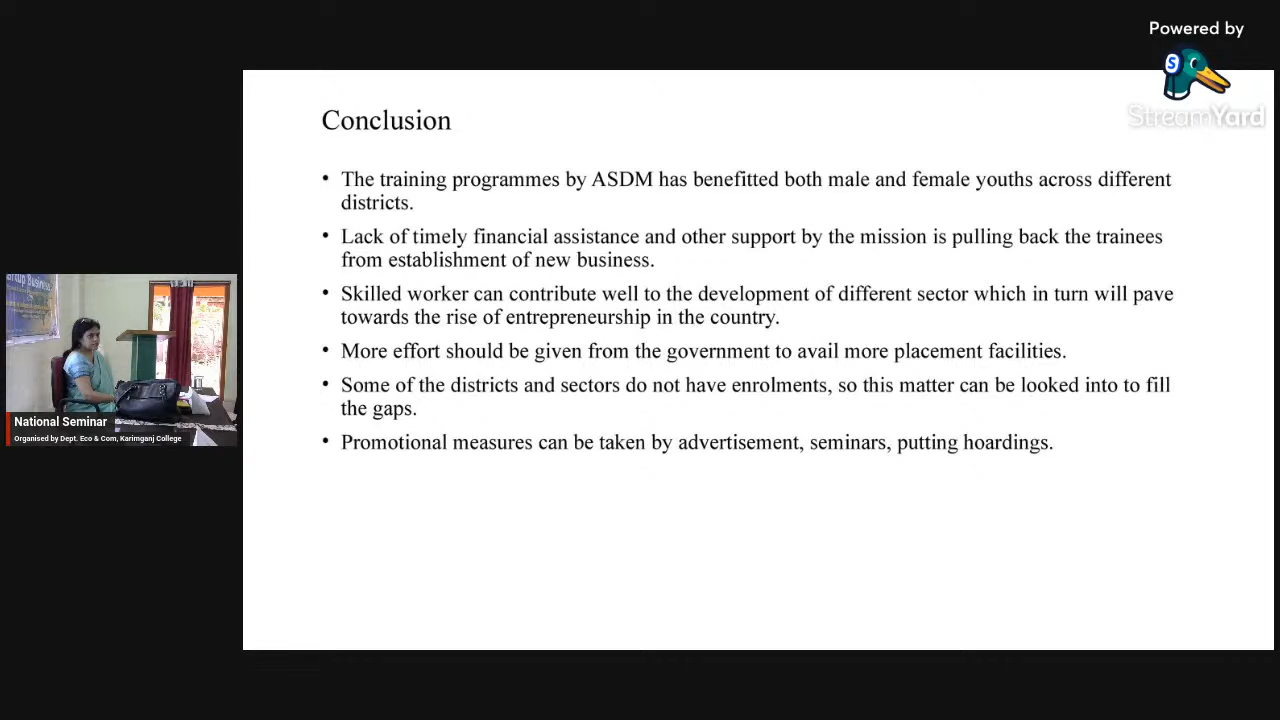 Powered by
StreamYard
Conclusion
• The training programmes by ASDM has benefitted both male and female youths across different
districts.
• Lack of timely financial assistance and other support by the mission is pulling back the trainees
from establishment of new business.
• Skilled worker can contribute well to the development of different sector which in turn will pave
towards the rise of entrepreneurship in the country.
• More effort should be given from the government to avail more placement facilities.
• Some of the districts and sectors do not have enrolments, so this matter can be looked into to fill
the gaps.
• Promotional measures can be taken by advertisement, seminars, putting hoardings.
National Seminar
Organised by Dept. Eco & Com, Karimganj College